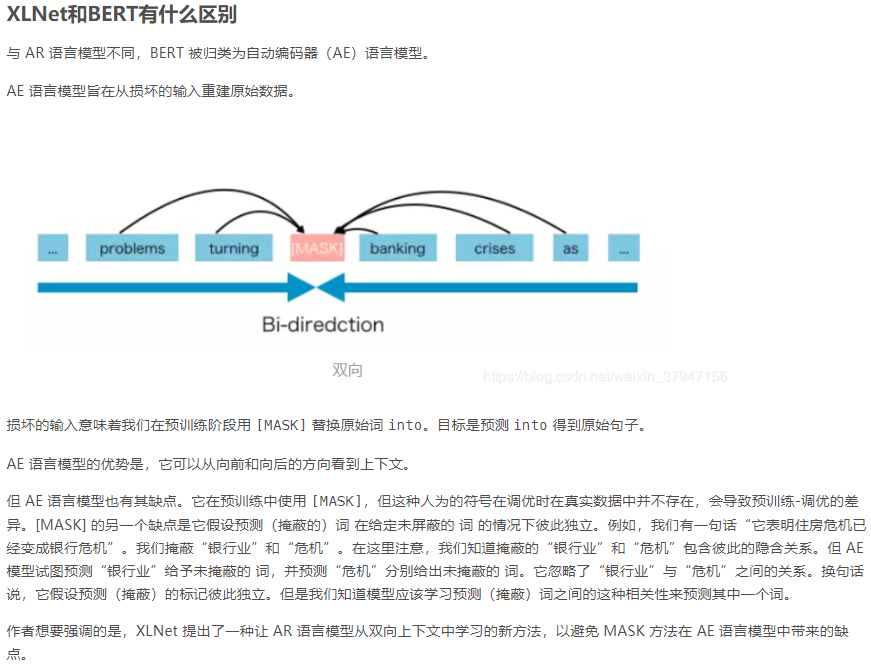 XLNet和BERT有什么区别
与 AR 语言模型不同，BERT 被归类为自动编码器（AE）语言模型。
AE 语言模型旨在从损坏的输入重建原始数据。
... problems turning [MASK] banking crises as ...
Bi-diredction
双向
https://blog.csdn.net/weixin_37947156
损坏的输入意味着我们在预训练阶段用 [MASK] 替换原始词 into。目标是预测 into 得到原始句子。
AE 语言模型的优势是，它可以从向前和向后的方向看到上下文。
但 AE 语言模型也有其缺点。它在预训练中使用 [MASK]，但这种人为的符号在调优时在真实数据中并不存在，会导致预训练-调优的差
异。[MASK] 的另一个缺点是它假设预测（掩蔽的）词 在给定未屏蔽的 词 的情况下彼此独立。例如，我们有一句话“它表明住房危机已
经变成银行危机”。我们掩蔽“银行业”和“危机”。在这里注意，我们知道掩蔽的“银行业”和“危机”包含彼此的隐含关系。但 AE
模型试图预测“银行业”给予未掩蔽的 词，并预测“危机”分别给出未掩蔽的 词。它忽略了“银行业”与“危机”之间的关系。换句话
说，它假设预测（掩蔽）的标记彼此独立。但是我们知道模型应该学习预测（掩蔽）词之间的这种相关性来预测其中一个词。
作者想要强调的是，XLNet 提出了一种让 AR 语言模型从双向上下文中学习的新方法，以避免 MASK 方法在 AE 语言模型中带来的缺
点。